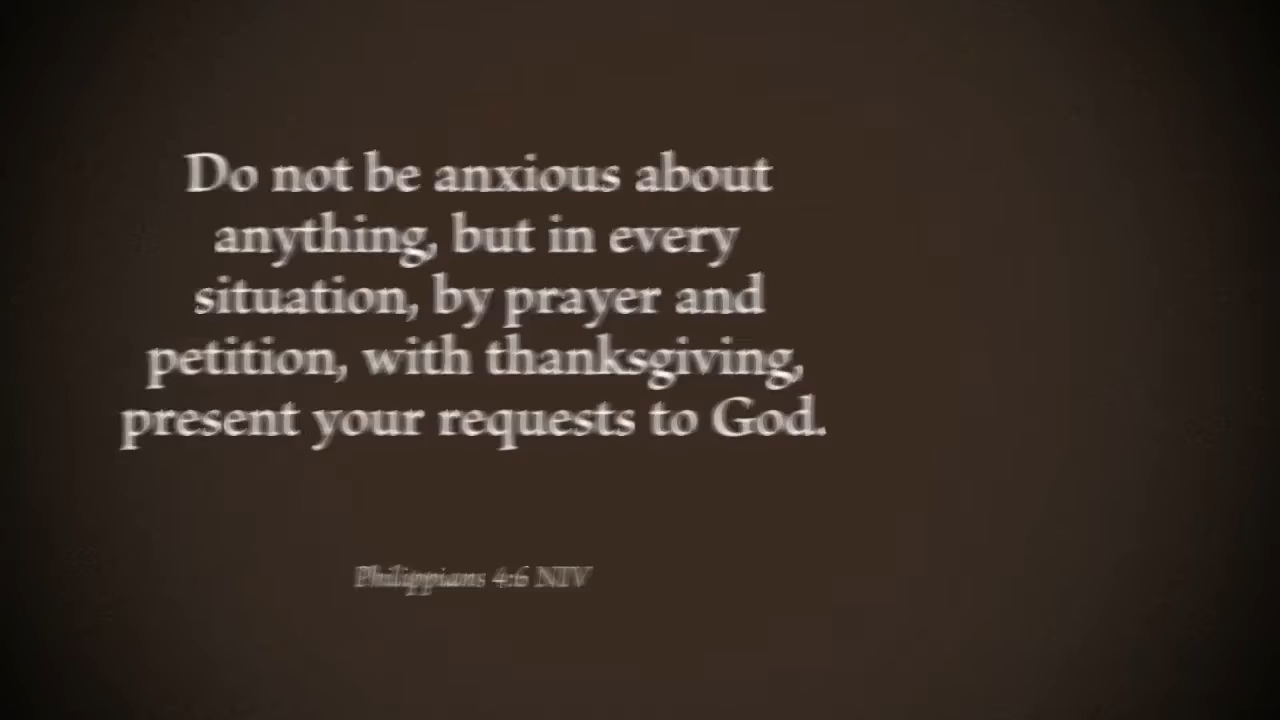 Do not be anxious about
anything, but in every
situation, by prayer and
petition, with thanksgiving,
present your requests to God.
Philippians 4:6 NIV